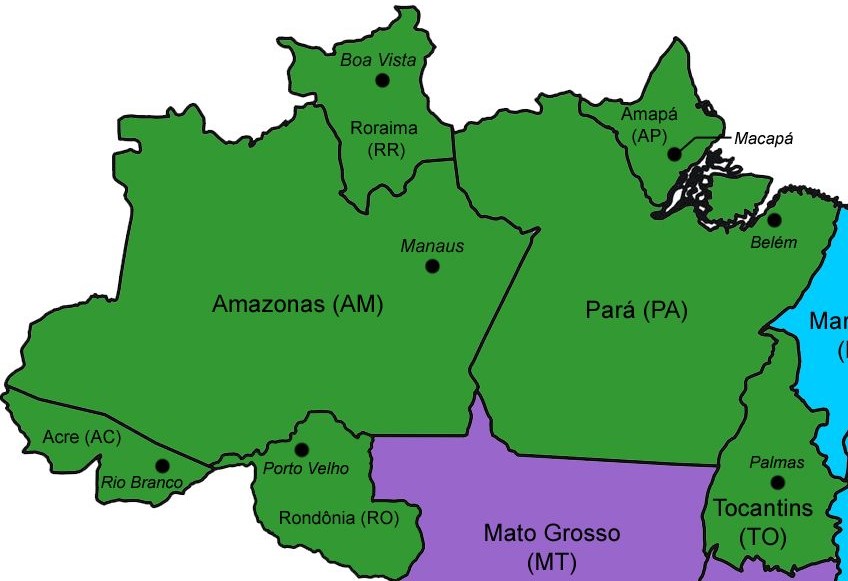 Boa Vista
Roraima
(RR)
Amapá
(AP)
Macapá
Manaus
Belém
Amazonas (AM)
Pará (PA)
Acre (AC)
Rio Branco
Porto Velho
Rondônia (RO)
Mato Grosso
(MT)
Palmas
Tocantins
(TO)
Mar
(